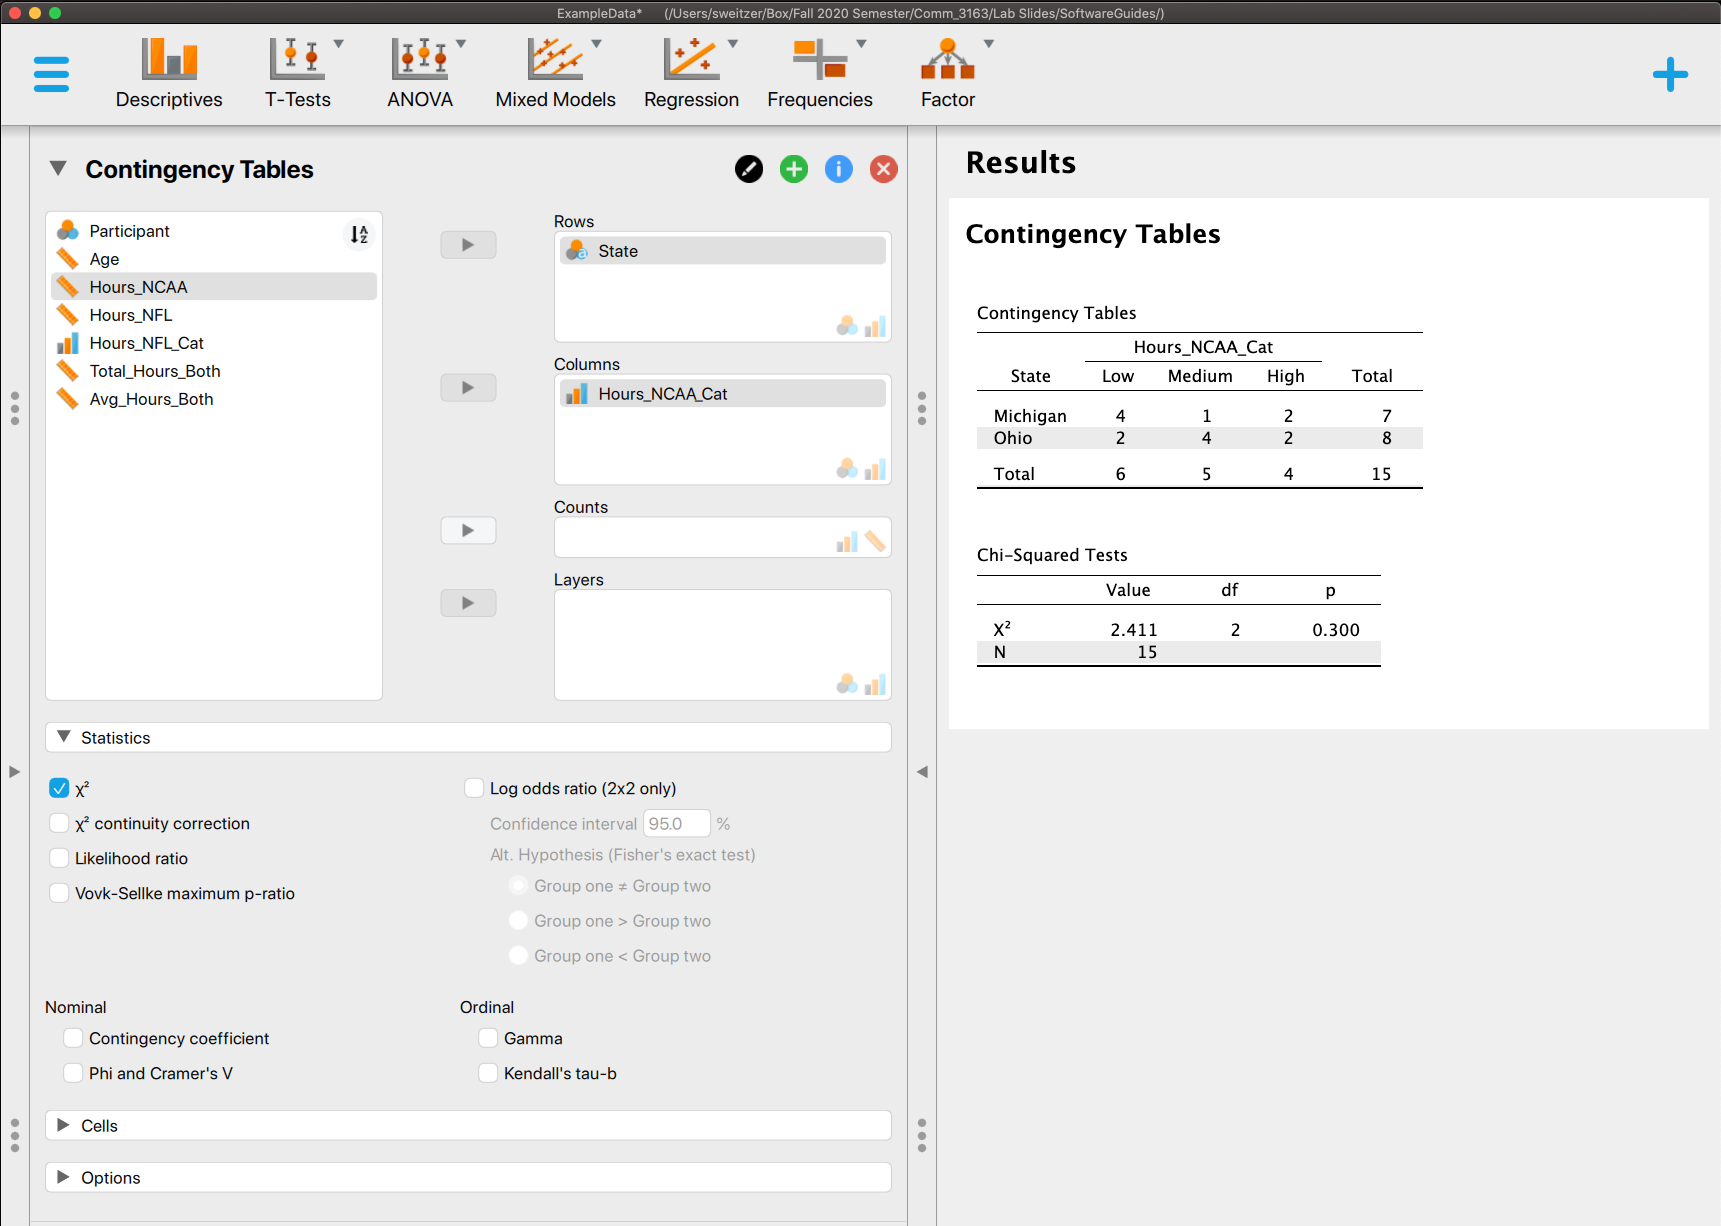 ExampleData* (/Users/sweitzer/Box/Fall 2020 Semester/Comm_3163/Lab Slides/SoftwareGuides/)
Descriptives T-Tests ANOVA Mixed Models Regression Frequencies Factor
Contingency Tables
Participant
Age
Hours_NCAA
Hours_NFL
Hours_NFL_Cat
Total_Hours_Both
Avg_Hours_Both
Rows
State
Columns
Hours_NCAA_Cat
Counts
Layers
Statistics
χ²
χ² continuity correction
Likelihood ratio
Vovk-Sellke maximum p-ratio
Log odds ratio (2x2 only)
Confidence interval 95.0 %
Alt. Hypothesis (Fisher's exact test)
Group one ≠ Group two
Group one > Group two
Group one < Group two
Nominal
Contingency coefficient
Phi and Cramer's V
Ordinal
Gamma
Kendall's tau-b
Cells
Options
Results
Contingency Tables
Contingency Tables
Hours_NCAA_Cat
State Low Medium High Total
Michigan 4 1 2 7
Ohio 2 4 2 8
Total 6 5 4 15
Chi-Squared Tests
Value df p
X² 2.411 2 0.300
N 15